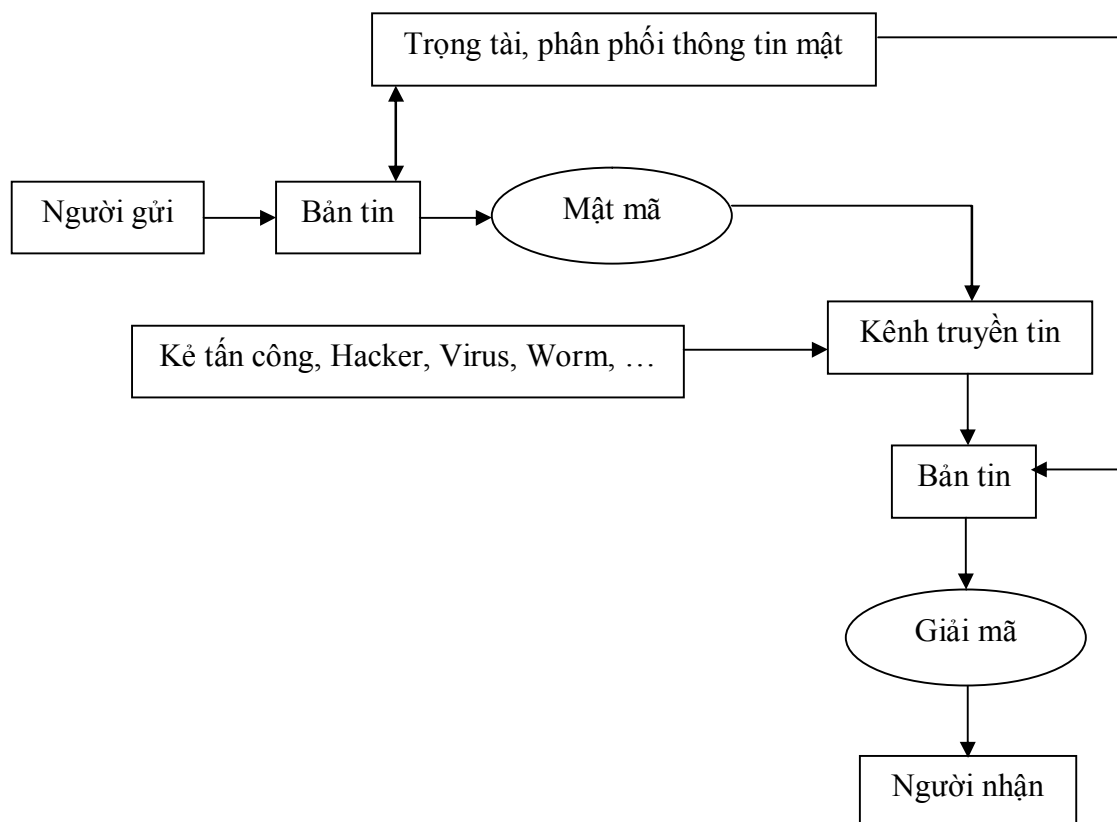 Trọng tài, phân phối thông tin mật
Người gửi
Bản tin
Mật mã
Kênh truyền tin
Kẻ tấn công, Hacker, Virus, Worm, …
Bản tin
Giải mã
Người nhận